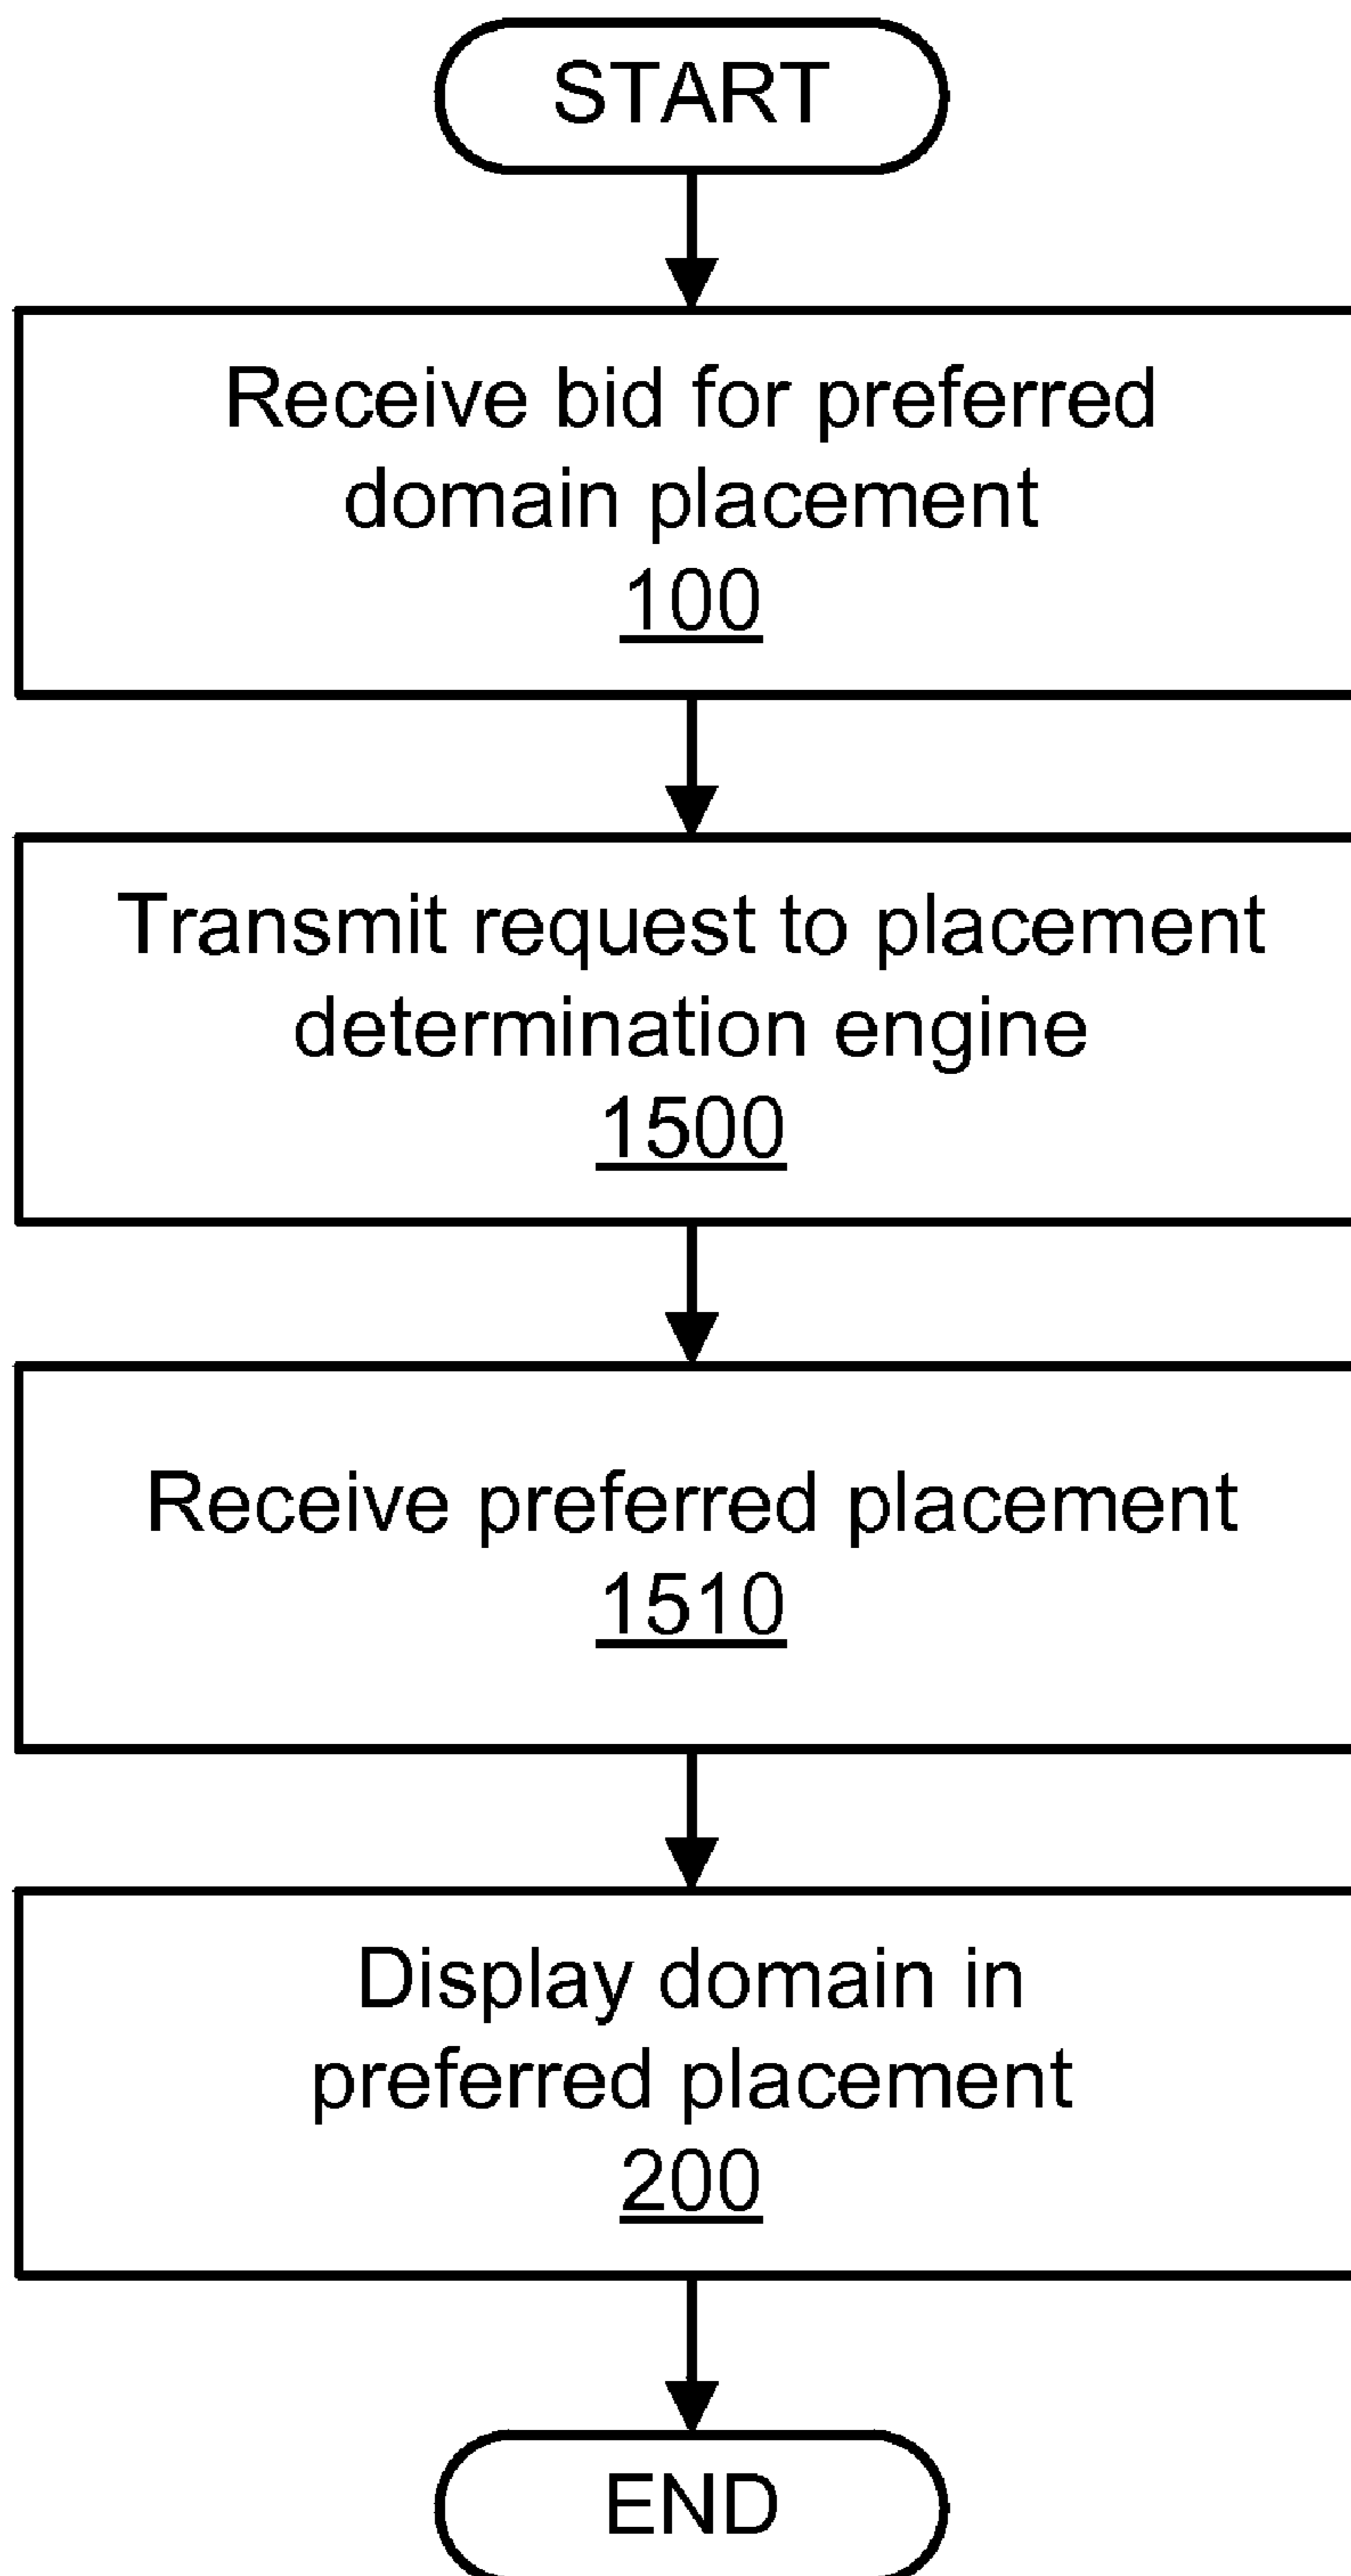 START
Receive bid for preferred
domain placement
100
Transmit request to placement
determination engine
1500
Receive preferred placement
1510
Display domain in
preferred placement
200
END